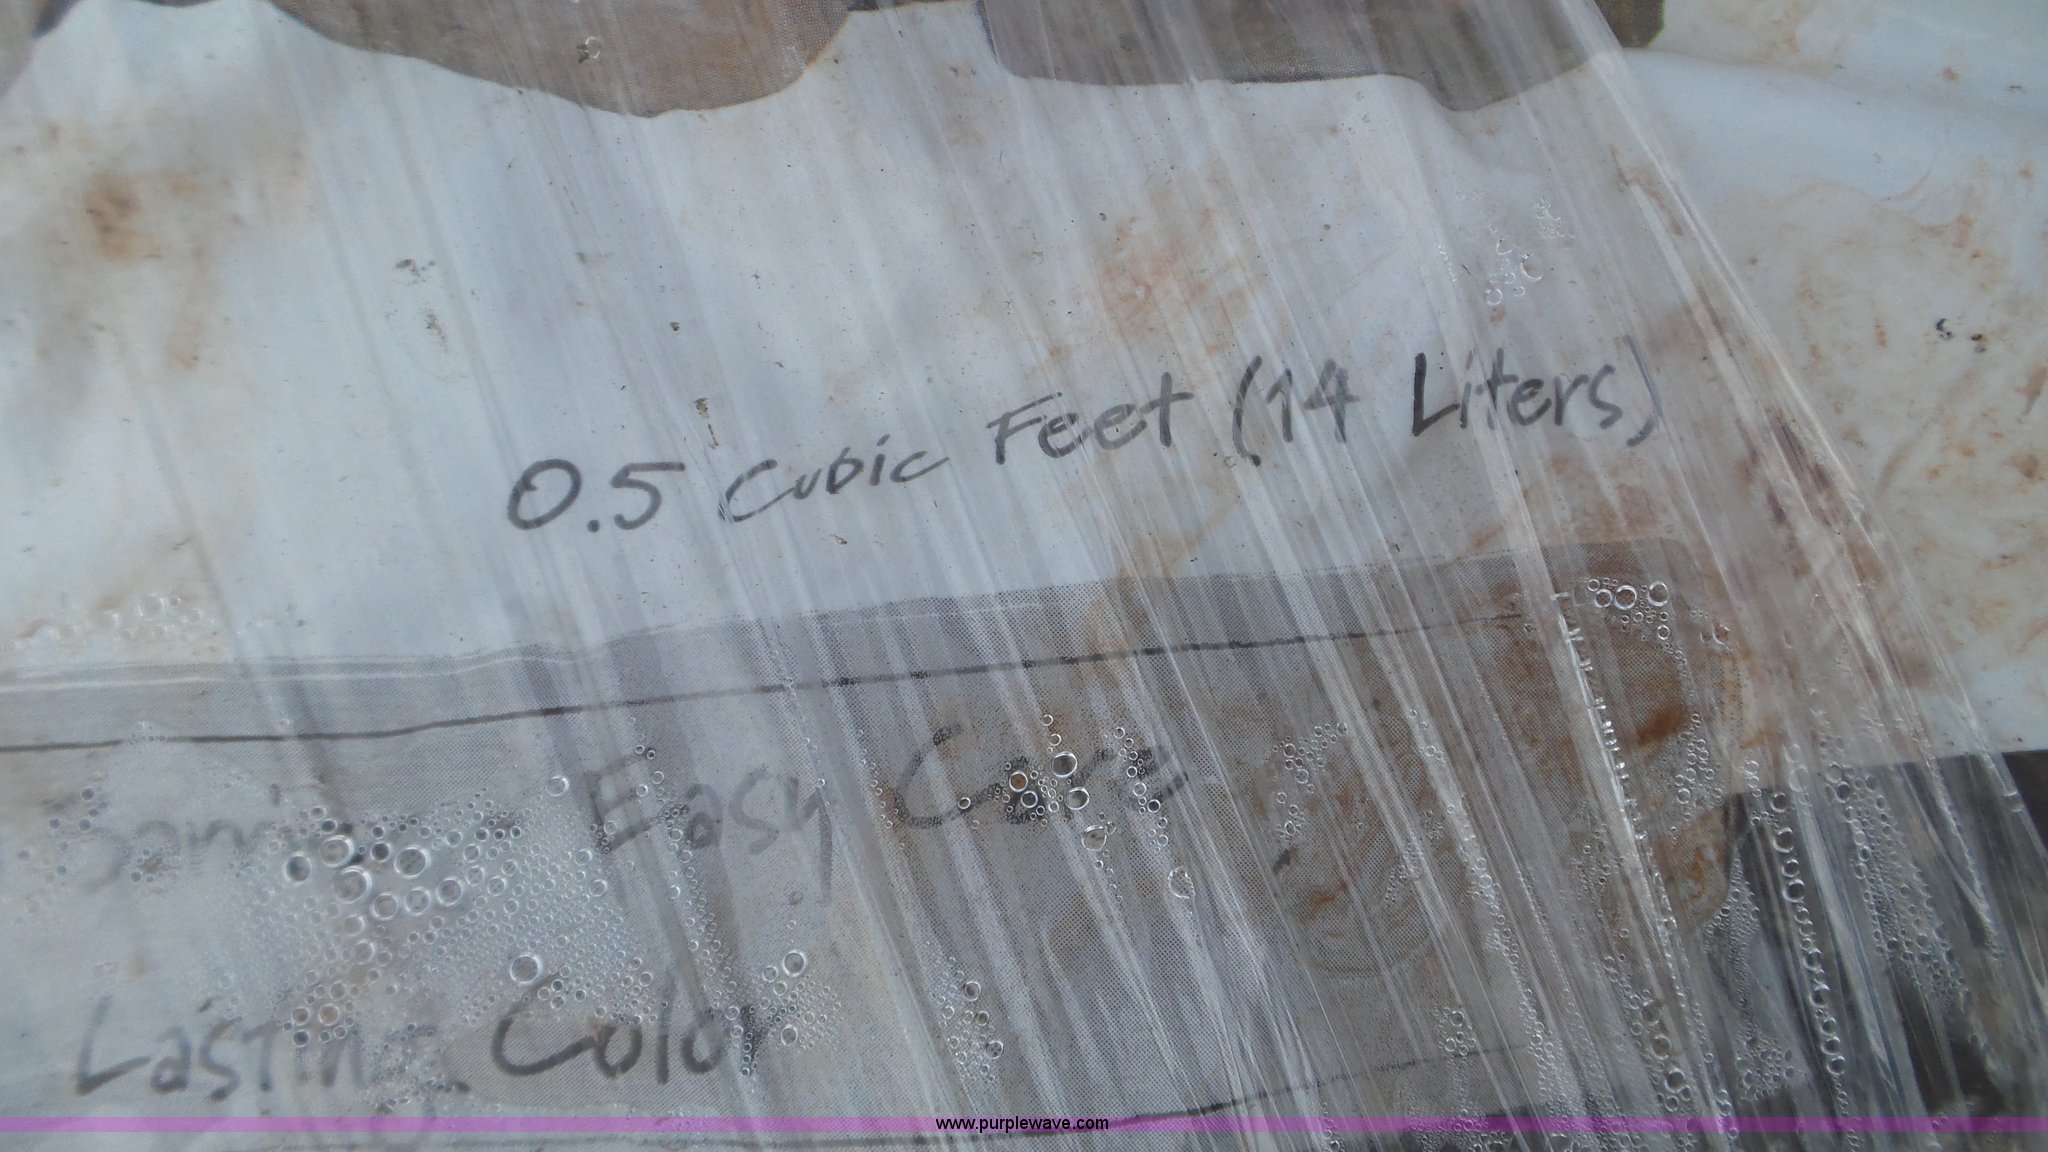 0.5 Cubic Feet (14 Liters)
Easy Care
Lasting Color
www.purplewave.com